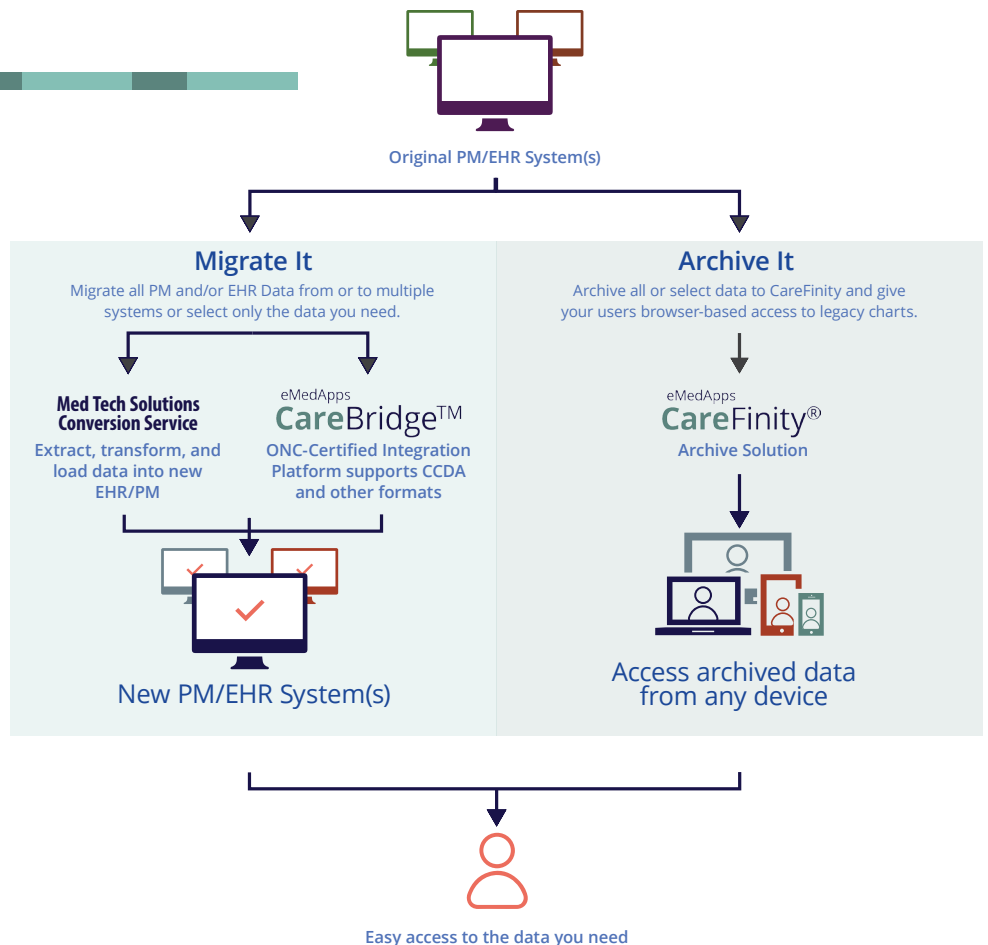 Original PM/EHR System(s)
Migrate It
Migrate all PM and/or EHR Data from or to multiple
systems or select only the data you need.
Med Tech Solutions
Conversion Service
Extract, transform, and
load data into new
EHR/PM
eMedApps
CareBridge™
ONC-Certified Integration
Platform supports CCDA
and other formats
New PM/EHR System(s)
Archive It
Archive all or select data to CareFinity and give
your users browser-based access to legacy charts.
eMedApps
CareFinity®
Archive Solution
Access archived data
from any device
Easy access to the data you need